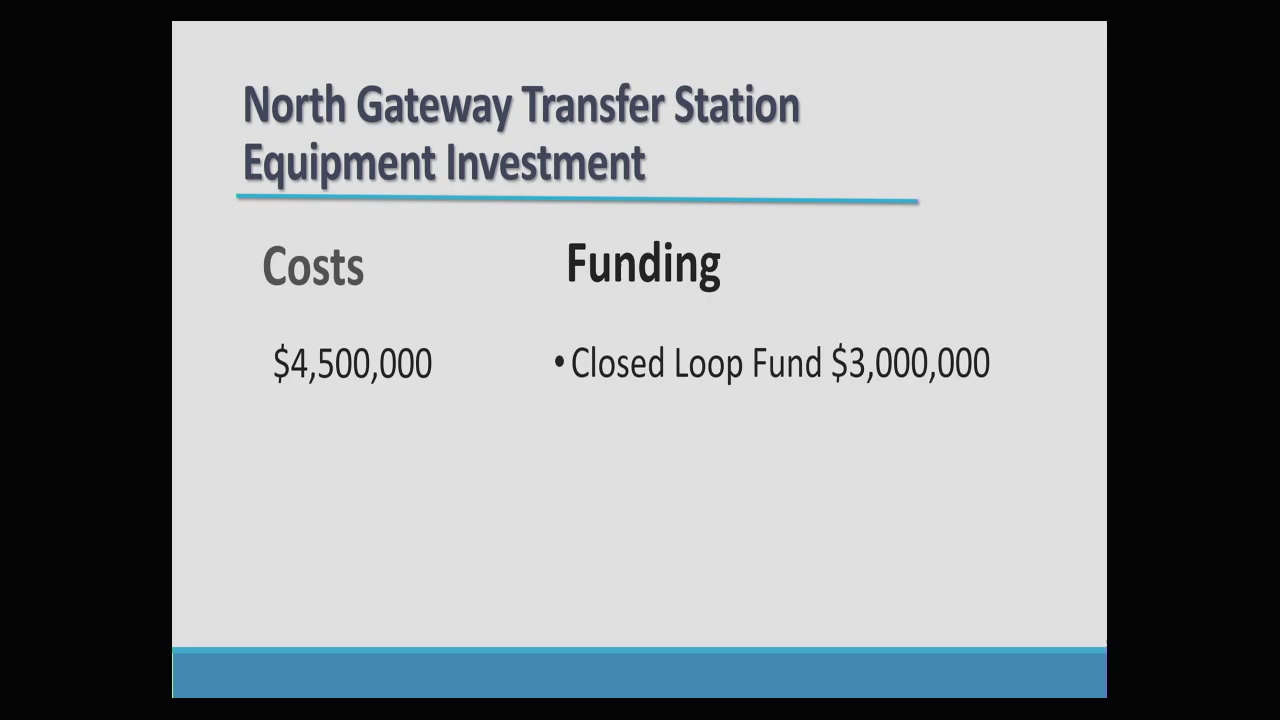 North Gateway Transfer Station
Equipment Investment
Costs
Funding
$4,500,000
• Closed Loop Fund $3,000,000